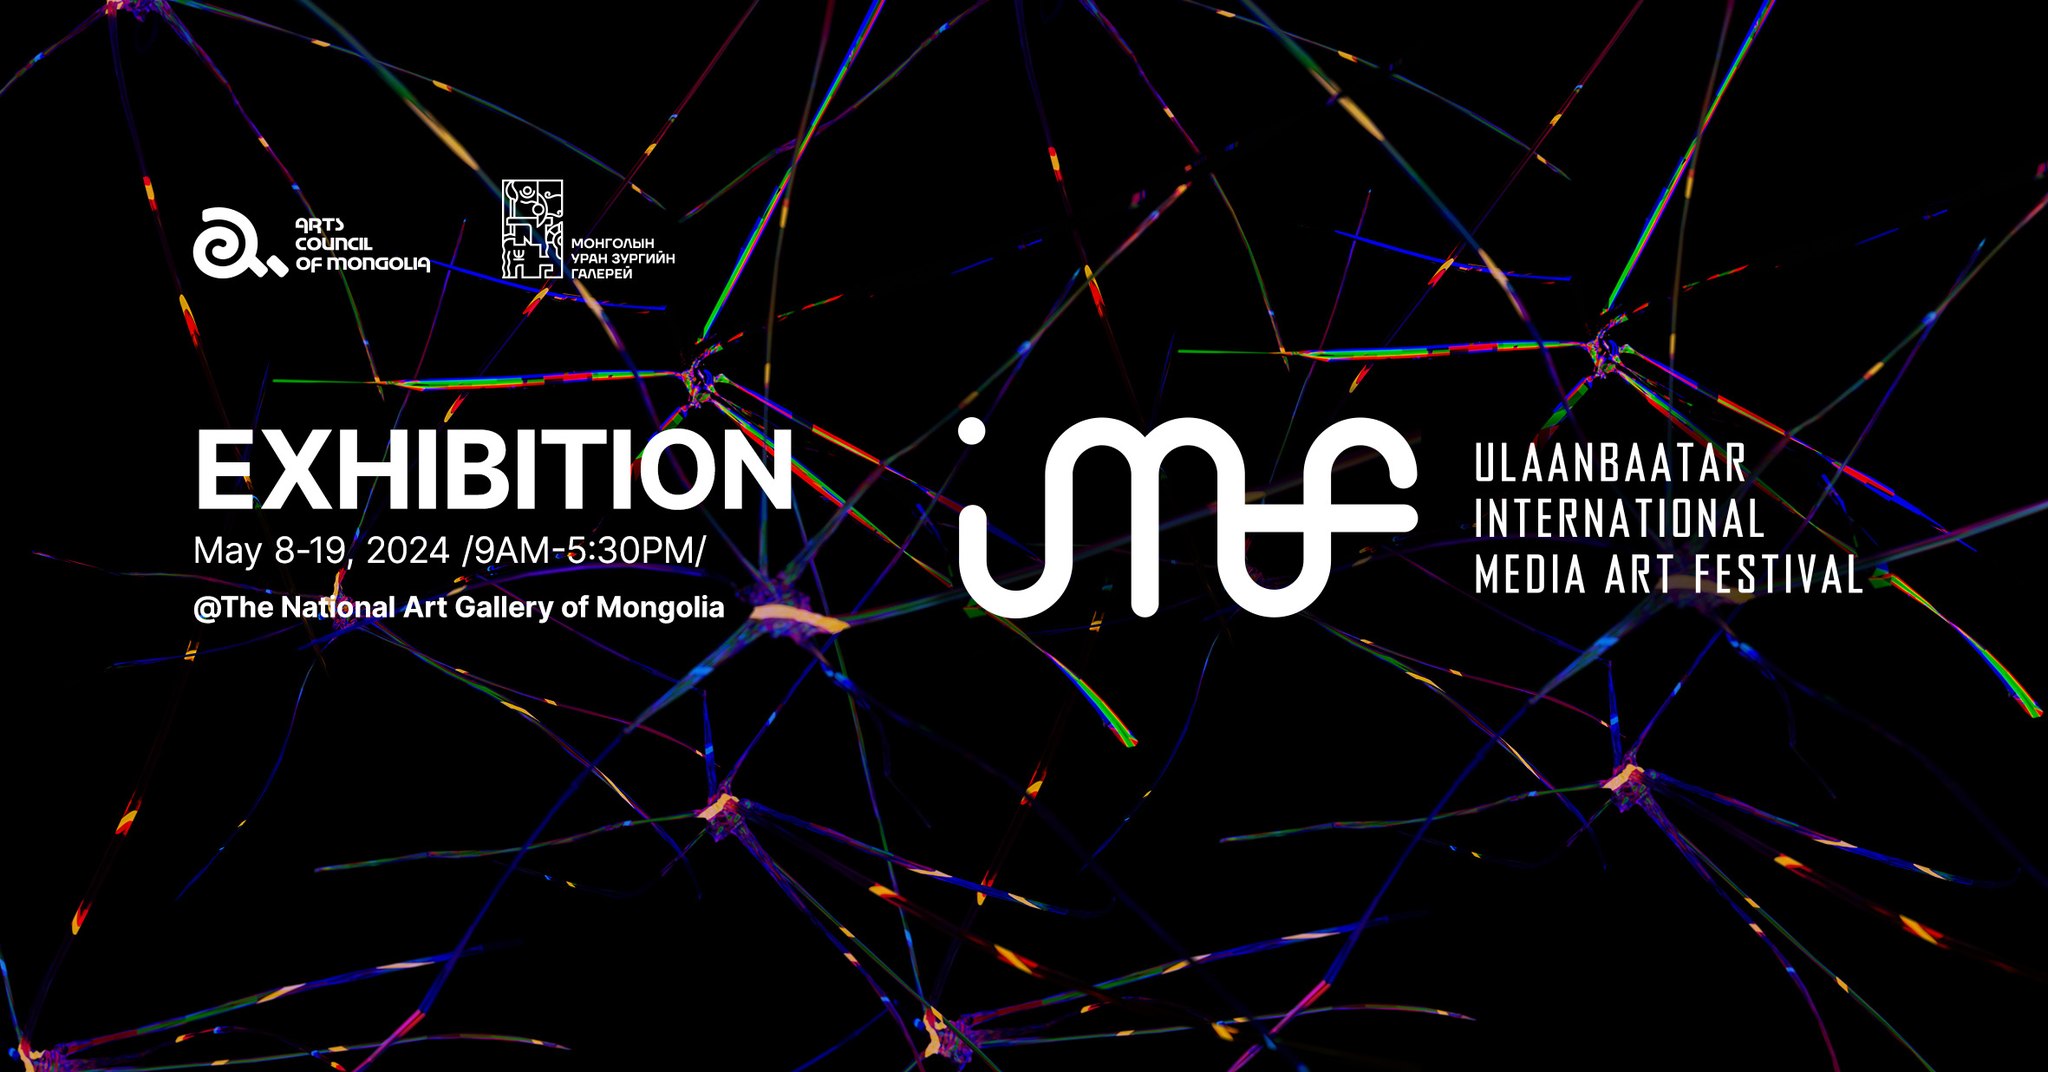 ARTS
COUNCIL
OF MONGOLIA
МОНГОЛЫН
УРАН ЗУРГИЙН
ГАЛЕРЕЙ
EXHIBITION
May 8-19, 2024 /9AM-5:30PM/
@The National Art Gallery of Mongolia
imf
ULAANBAATAR
INTERNATIONAL
MEDIA ART FESTIVAL